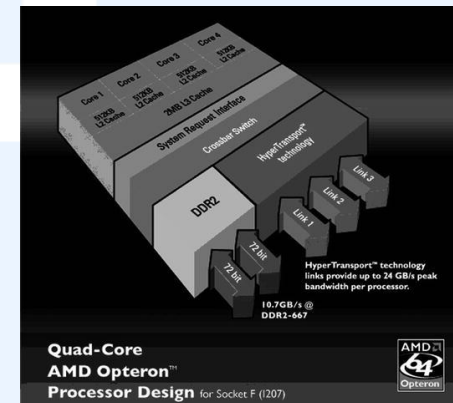 Core 1
Core 2
Core 3
Core 4
512KB
L2 Cache
512KB
L2 Cache
512KB
L2 Cache
512KB
L2 Cache
2MB L3 Cache
System Request Interface
Crossbar Switch
DDR2
HyperTransport™
technology
Link 1
Link 2
Link 3
72 bit
72 bit
HyperTransport™ technology
links provide up to 24 GB/s peak
bandwidth per processor.
10.7GB/s @
DDR2-667
Quad-Core
AMD Opteron™
Processor Design for Socket F (1207)
AMD
64
Opteron